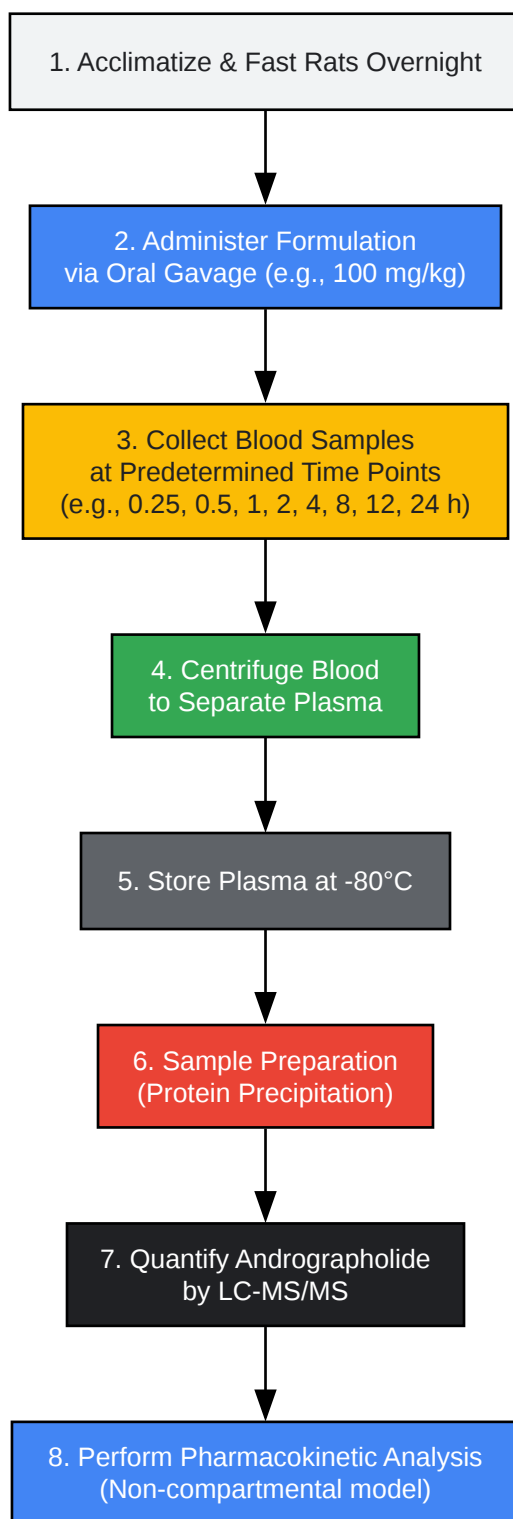 1. Acclimatize & Fast Rats Overnight
2. Administer Formulation
via Oral Gavage (e.g., 100 mg/kg)
3. Collect Blood Samples
at Predetermined Time Points
(e.g., 0.25, 0.5, 1, 2, 4, 8, 12, 24 h)
4. Centrifuge Blood
to Separate Plasma
5. Store Plasma at -80°C
6. Sample Preparation
(Protein Precipitation)
7. Quantify Andrographolide
by LC-MS/MS
8. Perform Pharmacokinetic Analysis
(Non-compartmental model)